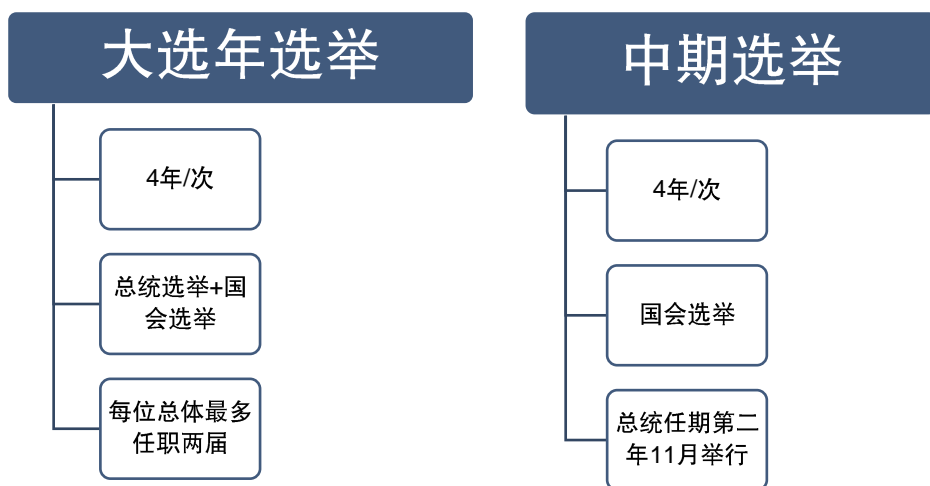 大选年选举
4年/次
总统选举+国
会选举
每位总体最多
任职两届
中期选举
4年/次
国会选举
总统任期第二
年11月举行